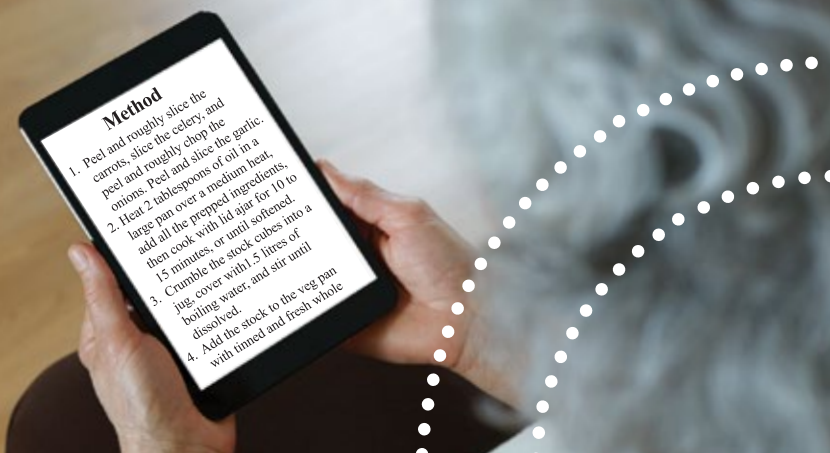 Method
1. Peel and roughly slice the
carrots, slice the celery, and
peel and roughly chop the
onions. Peel and slice the garlic.
2. Heat 2 tablespoons of oil in a
large pan over a medium heat,
add all the prepped ingredients,
then cook with lid ajar for 10 to
15 minutes, or until softened.
3. Crumble the stock cubes into a
jug, cover with1.5 litres of
boiling water, and stir until
dissolved.
4. Add the stock to the veg pan
with tinned and fresh whole